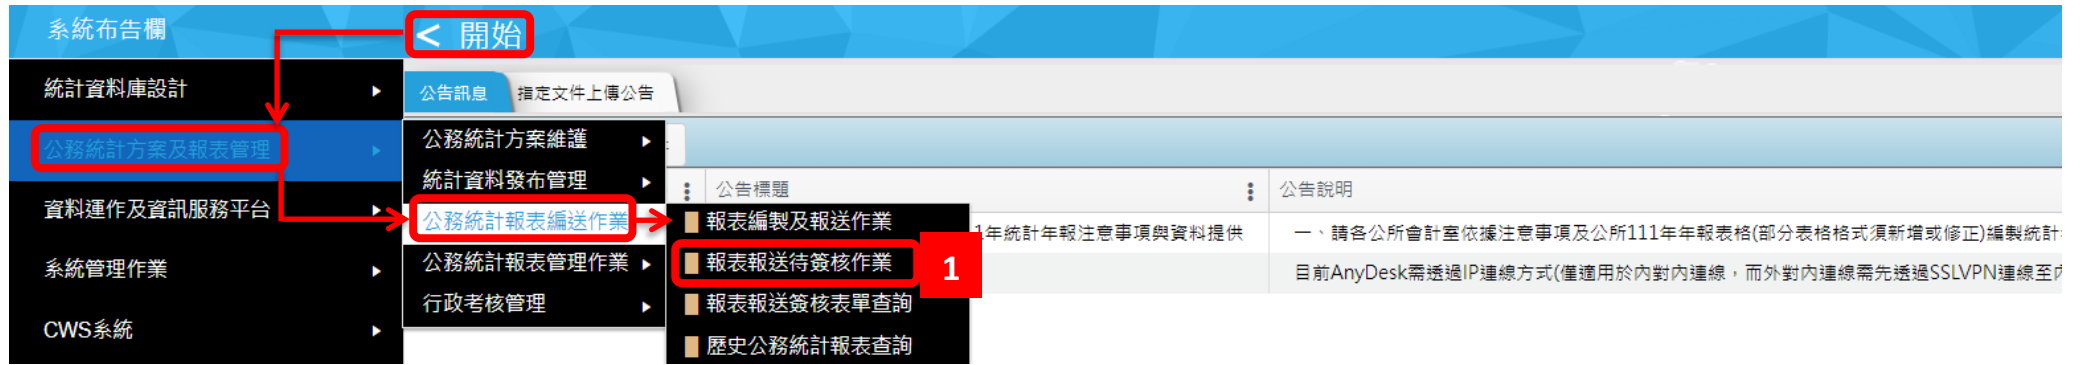 系統布告欄
< 開始
統計資料庫設計
公務統計方案及報表管理
資料運作及資訊服務平台
系統管理作業
CWS系統
公告訊息
指定文件上傳公告
公務統計方案維護
統計資料發布管理
公務統計報表編送作業
公務統計報表管理作業
行政考核管理
報表編製及報送作業
報表報送待簽核作業
1
報表報送簽核表單查詢
歷史公務統計報表查詢
公告標題
公告說明
1年統計年報注意事項與資料提供
一、請各公所會計室依據注意事項及公所111年年報表格(部分表格格式須新增或修正)編製統計
目前AnyDesk需透過IP連線方式(僅適用於內對內連線，而外對內連線需先透過SSLVPN連線至內